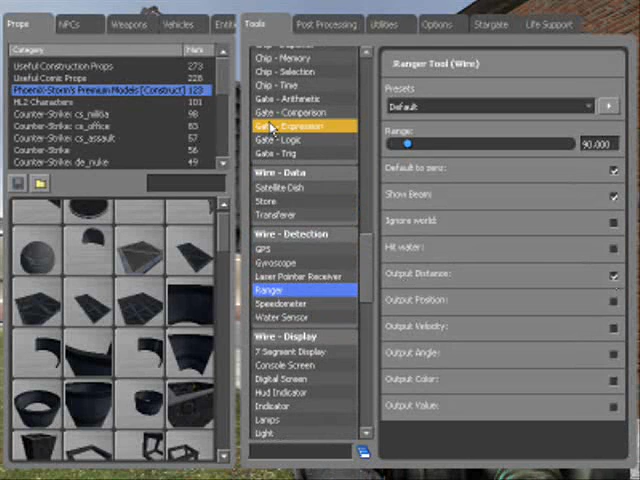 Props NPCs Weapons Vehicles Entiti
Category Num
Useful Construction Props 273
Useful Comic Props 228
PhoeniX-Storm's Premium Models [Construct] 123
HL2 Characters 101
Counter-Strike: cs_militia 98
Counter-Strike: cs_office 83
Counter-Strike: cs_assault 57
Counter-Strike 56
Counter-Strike: de_nuke 49
Tools Post Processing Utilities Options Stargate Life Support
Chip - Memory
Chip - Selection
Chip - Time
Gate - Arithmetic
Gate - Comparison
Gate - Expression
Gate - Logic
Gate - Trig
Wire - Data
Satellite Dish
Store
Transferer
Wire - Detection
GPS
Gyroscope
Laser Pointer Receiver
Ranger
Speedometer
Water Sensor
Wire - Display
7 Segment Display
Console Screen
Digital Screen
Hud Indicator
Indicator
Lamps
Light
Ranger Tool (Wire)
Presets
Default
Range:
90.000
Default to zero:
Show Beam:
Ignore world:
Hit water:
Output Distance:
Output Position:
Output Velocity:
Output Angle:
Output Color:
Output Value: